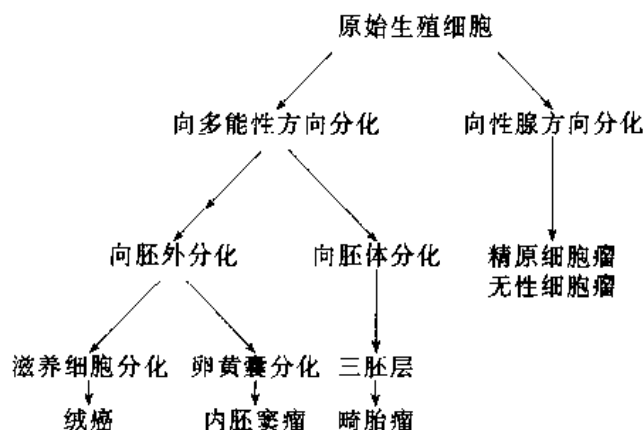 原始生殖细胞
向多能性方向分化 向性腺方向分化
向胚外分化 向胚体分化 精原细胞瘤
无性细胞瘤
滋养细胞分化 卵黄囊分化 三胚层
绒癌 内胚窦瘤 畸胎瘤